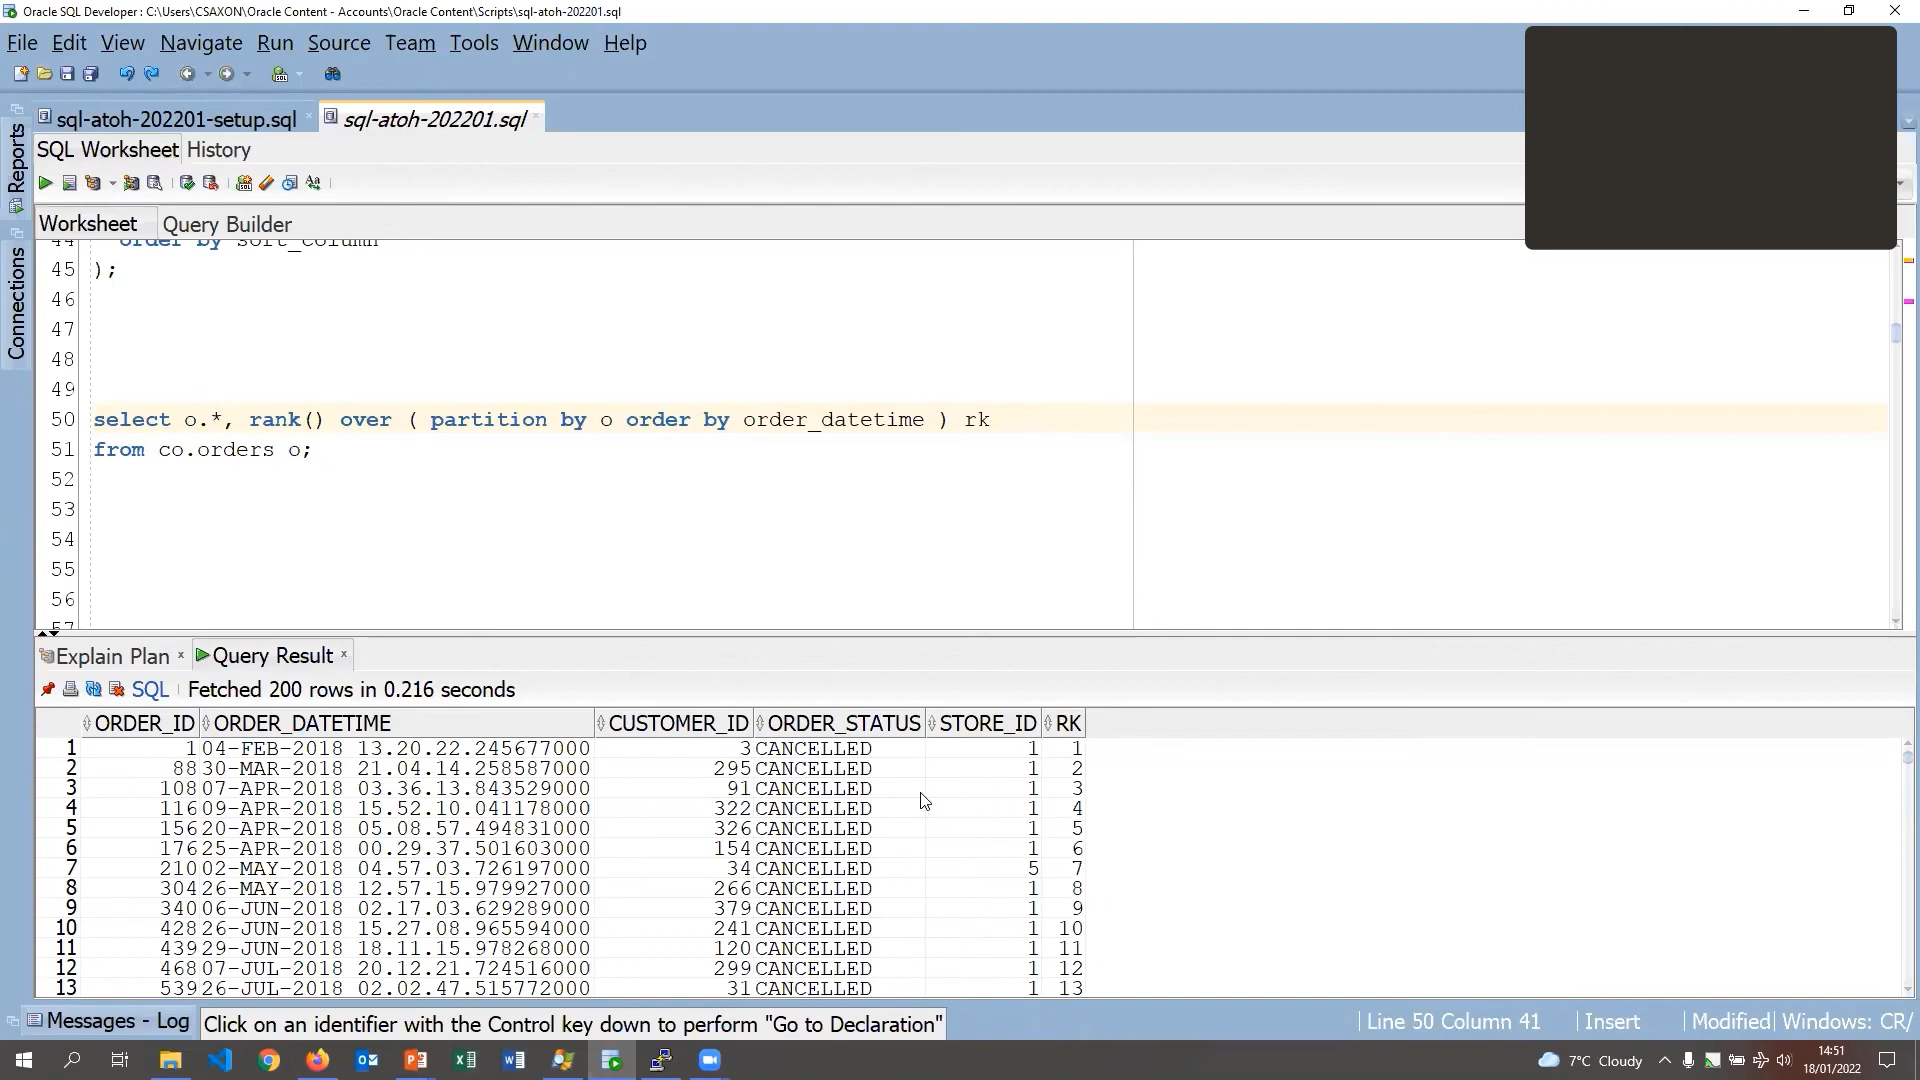 Oracle SQL Developer : C:\Users\CSAXON\Oracle Content - Accounts\Oracle Content\Scripts\sql-atoh-202201.sql
File Edit View Navigate Run Source Team Tools Window Help
sql-atoh-202201-setup.sql sql-atoh-202201.sql
SQL Worksheet History
Worksheet Query Builder
Reports
Connections
44 order by sort_column
45 );
46
47
48
49
50 select o.*, rank() over ( partition by o order by order_datetime ) rk
51 from co.orders o;
52
53
54
55
56
57
Explain Plan Query Result
SQL Fetched 200 rows in 0.216 seconds
ORDER_ID ORDER_DATETIME CUSTOMER_ID ORDER_STATUS STORE_ID RK
1 1 04-FEB-2018 13.20.22.245677000 3 CANCELLED 1 1
2 88 30-MAR-2018 21.04.14.258587000 295 CANCELLED 1 2
3 108 07-APR-2018 03.36.13.843529000 91 CANCELLED 1 3
4 116 09-APR-2018 15.52.10.041178000 322 CANCELLED 1 4
5 156 20-APR-2018 05.08.57.494831000 326 CANCELLED 1 5
6 176 25-APR-2018 00.29.37.501603000 154 CANCELLED 1 6
7 210 02-MAY-2018 04.57.03.726197000 34 CANCELLED 5 7
8 304 26-MAY-2018 12.57.15.979927000 266 CANCELLED 1 8
9 340 06-JUN-2018 02.17.03.629289000 379 CANCELLED 1 9
10 428 26-JUN-2018 15.27.08.965594000 241 CANCELLED 1 10
11 439 29-JUN-2018 18.11.15.978268000 120 CANCELLED 1 11
12 468 07-JUL-2018 20.12.21.724516000 299 CANCELLED 1 12
13 539 26-JUL-2018 02.02.47.515772000 31 CANCELLED 1 13
Messages - Log Click on an identifier with the Control key down to perform "Go to Declaration" Line 50 Column 41 Insert Modified Windows: CR/
7°C Cloudy
14:51
18/01/2022